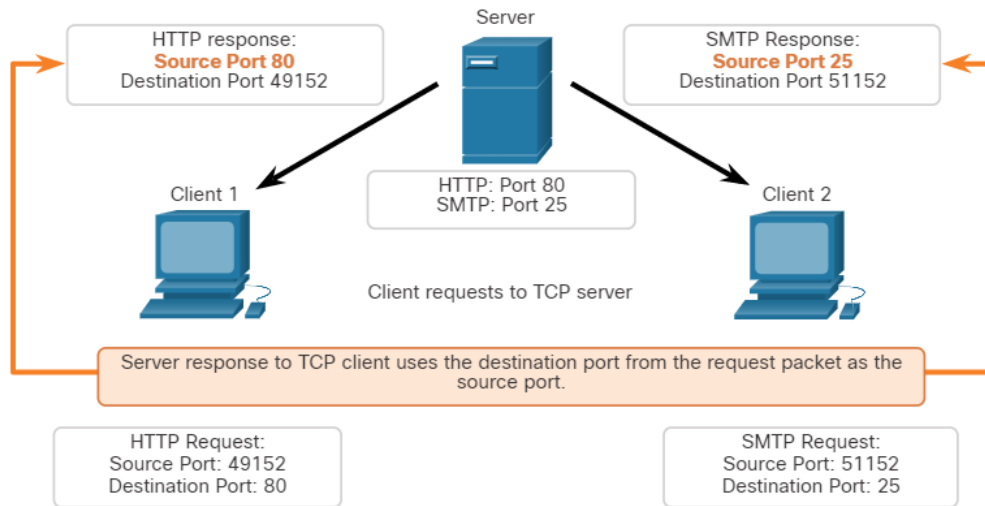 Server
HTTP response:
Source Port 80
Destination Port 49152
SMTP Response:
Source Port 25
Destination Port 51152
HTTP: Port 80
SMTP: Port 25
Client 1
Client 2
Client requests to TCP server
Server response to TCP client uses the destination port from the request packet as the
source port.
HTTP Request:
Source Port: 49152
Destination Port: 80
SMTP Request:
Source Port: 51152
Destination Port: 25